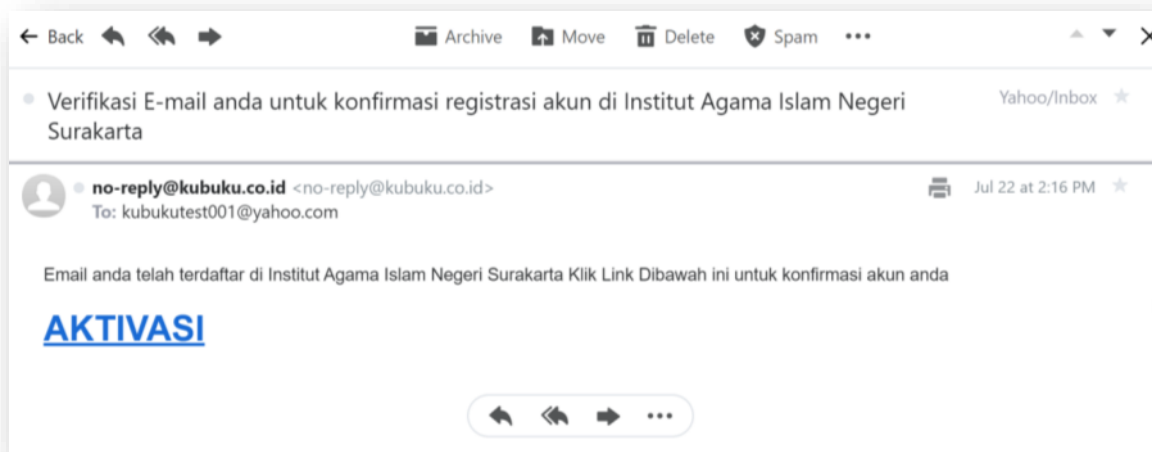 Back Archive Move Delete Spam
Verifikasi E-mail anda untuk konfirmasi registrasi akun di Institut Agama Islam Negeri
Surakarta
Yahoo/Inbox
no-reply@kubuku.co.id <no-reply@kubuku.co.id>
Jul 22 at 2:16 PM
To: kubukutest001@yahoo.com
Email anda telah terdaftar di Institut Agama Islam Negeri Surakarta Klik Link Dibawah ini untuk konfirmasi akun anda
AKTIVASI